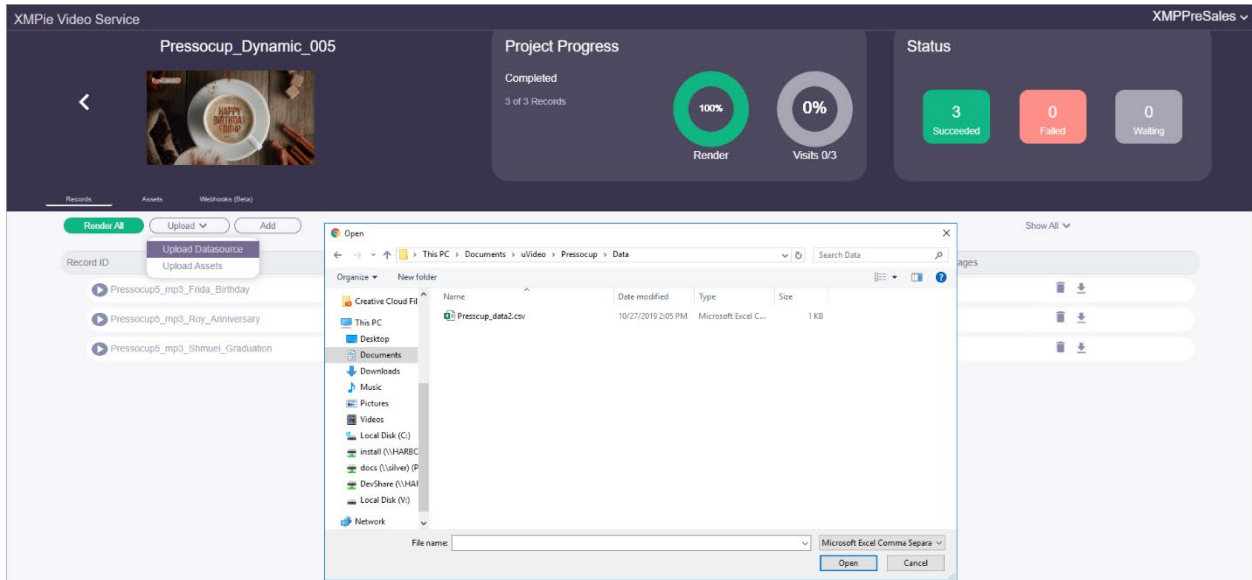 XMPie Video Service
XMPPreSales
Pressocup_Dynamic_005
HAPPY
BIRTHDAY
FRIDA!
Project Progress
Completed
3 of 3 Records
100%
Render
0%
Visits 0/3
Status
3
Succeeded
0
Failed
0
Waiting
Records
Assets
Webhooks (Beta)
Render All
Upload
Add
Show All
Upload Datasource
Upload Assets
Record ID
ages
Pressocup5_mp3_Frida_Birthday
Pressocup5_mp3_Roy_Anniversary
Pressocup5_mp3_Shmuel_Graduation
Open
This PC > Documents > uVideo > Pressocup > Data
Search Data
Organize
New folder
Creative Cloud Fil
This PC
Desktop
Documents
Downloads
Music
Pictures
Videos
Local Disk (C:)
install (\\HARBC
docs (\\silver) (P
DevShare (\\HAI
Local Disk (V:)
Network
Name
Date modified
Type
Size
Presscup_data2.csv
10/27/2019 2:05 PM
Microsoft Excel C...
1 KB
File name:
Microsoft Excel Comma Separa
Open
Cancel